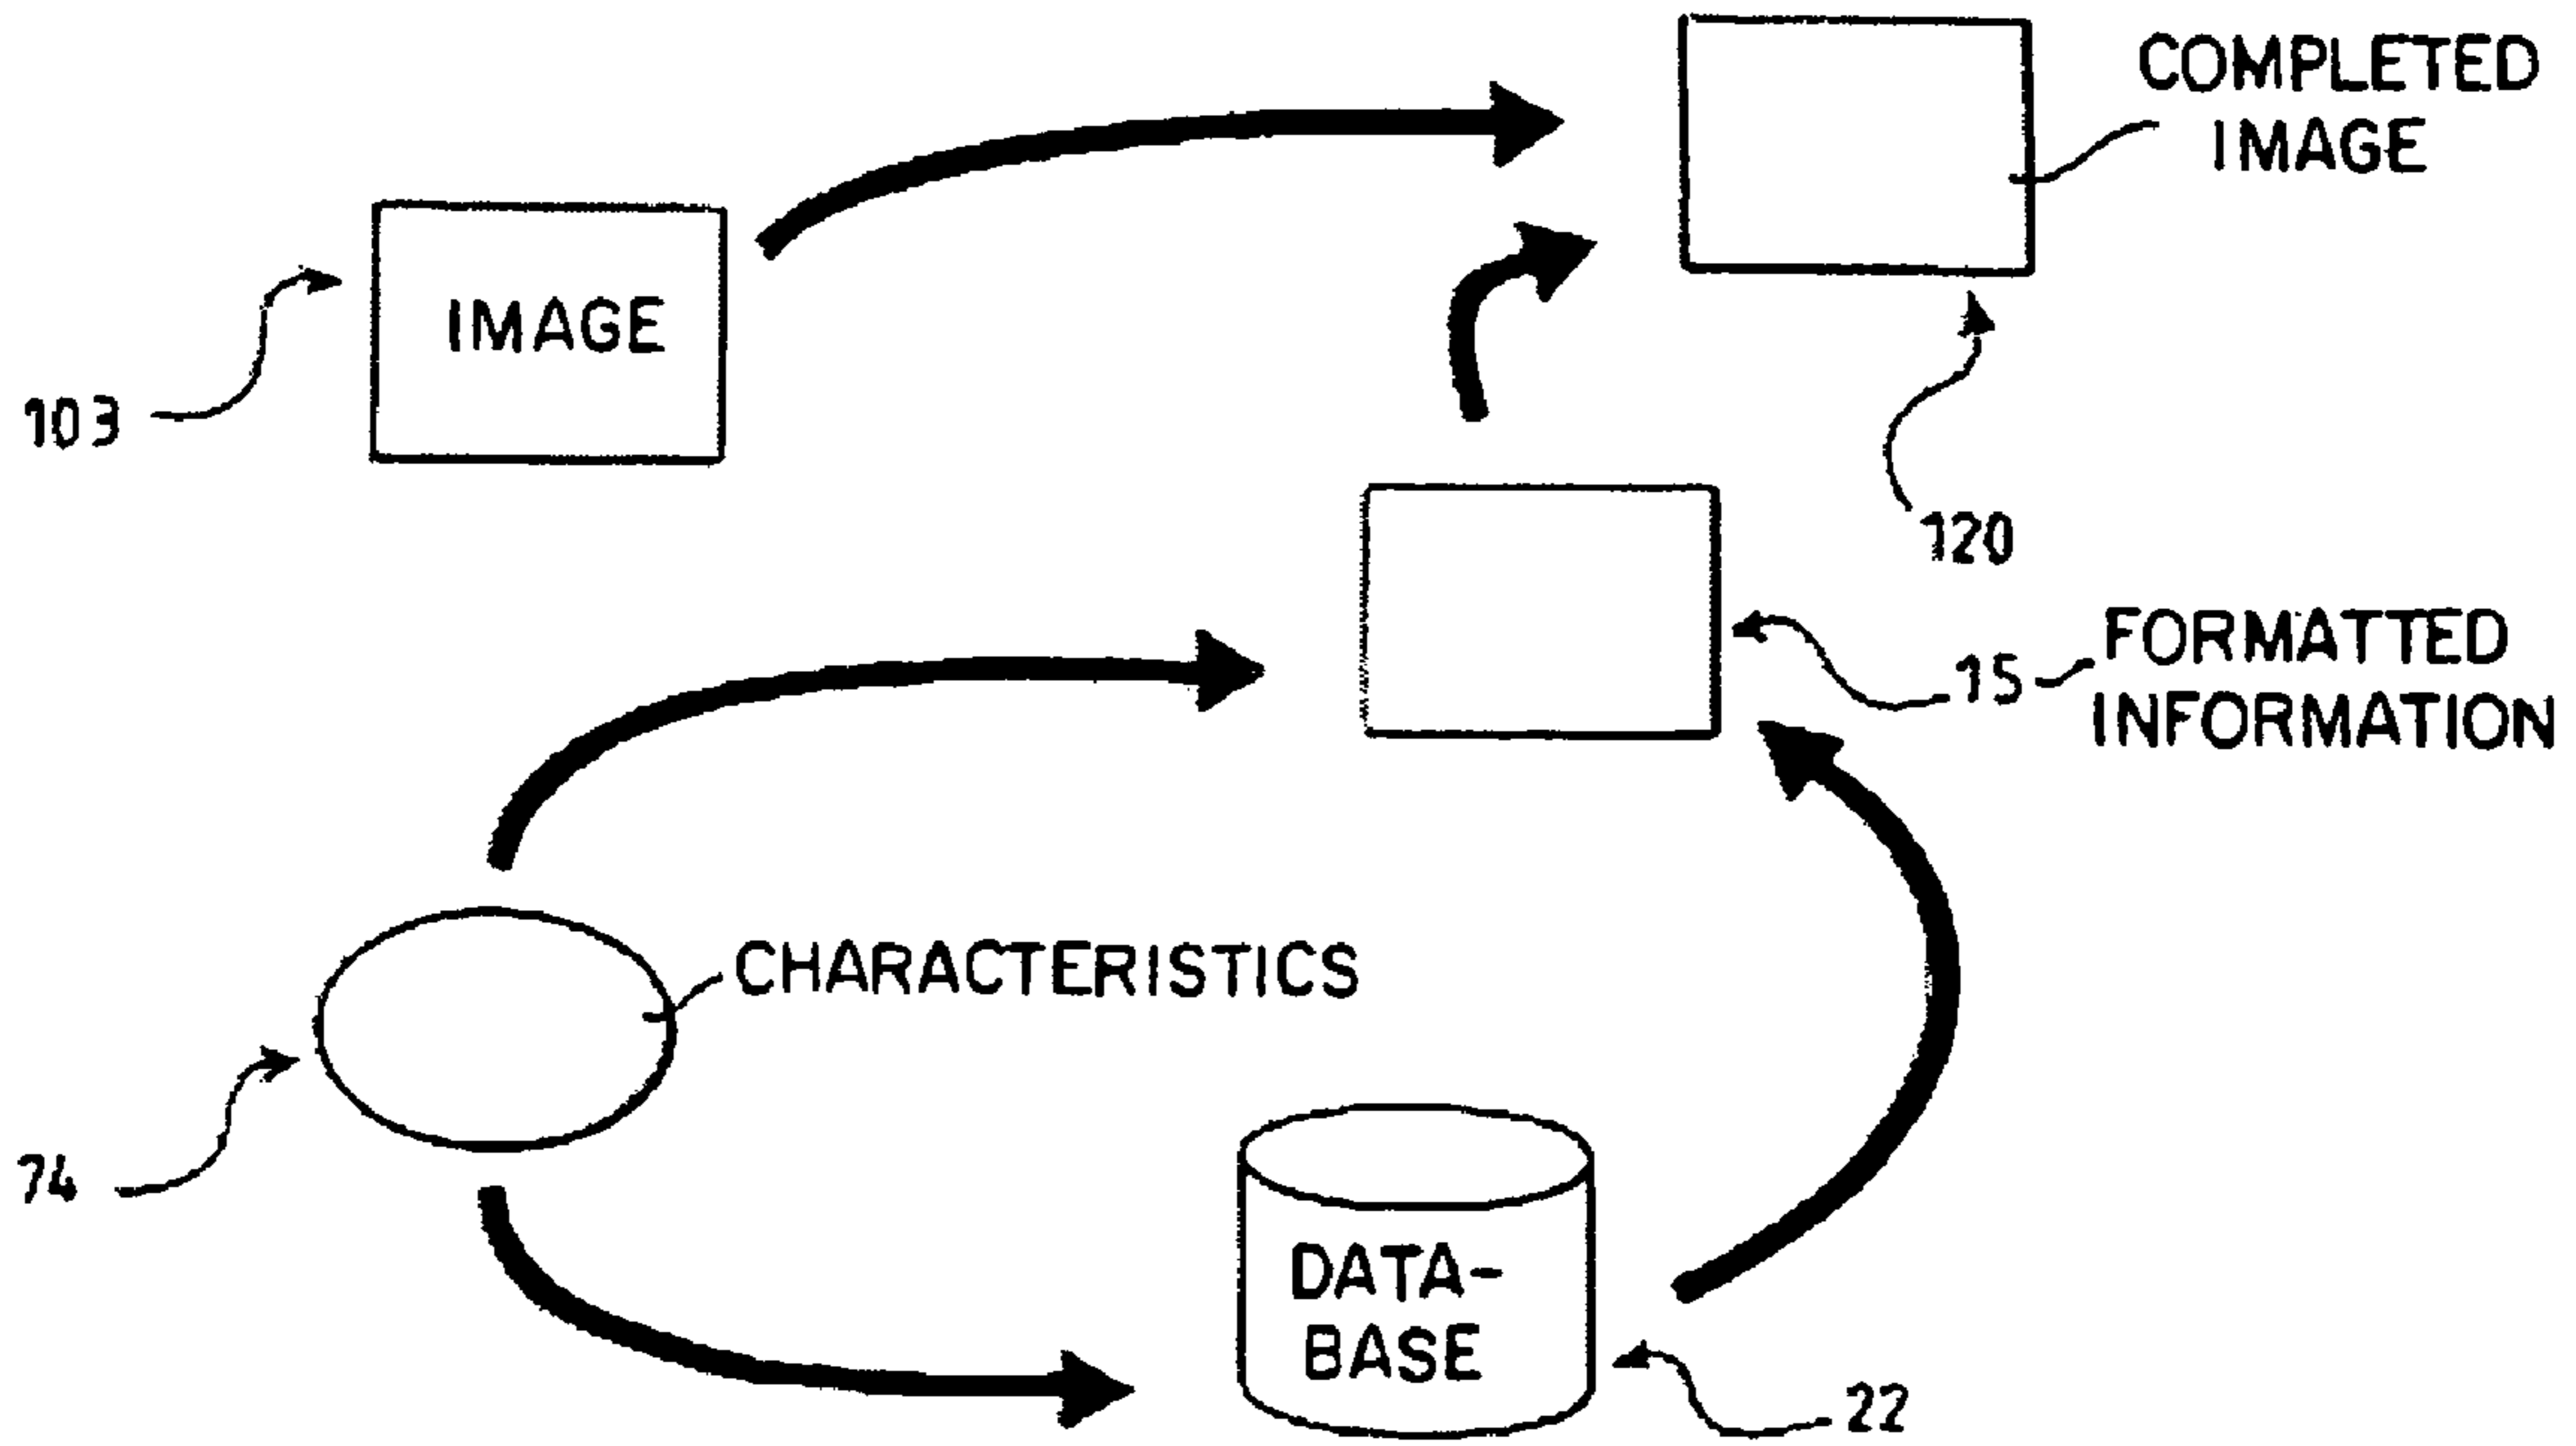 COMPLETED
IMAGE
IMAGE
103
120
15
FORMATTED
INFORMATION
CHARACTERISTICS
74
DATA-
BASE
22